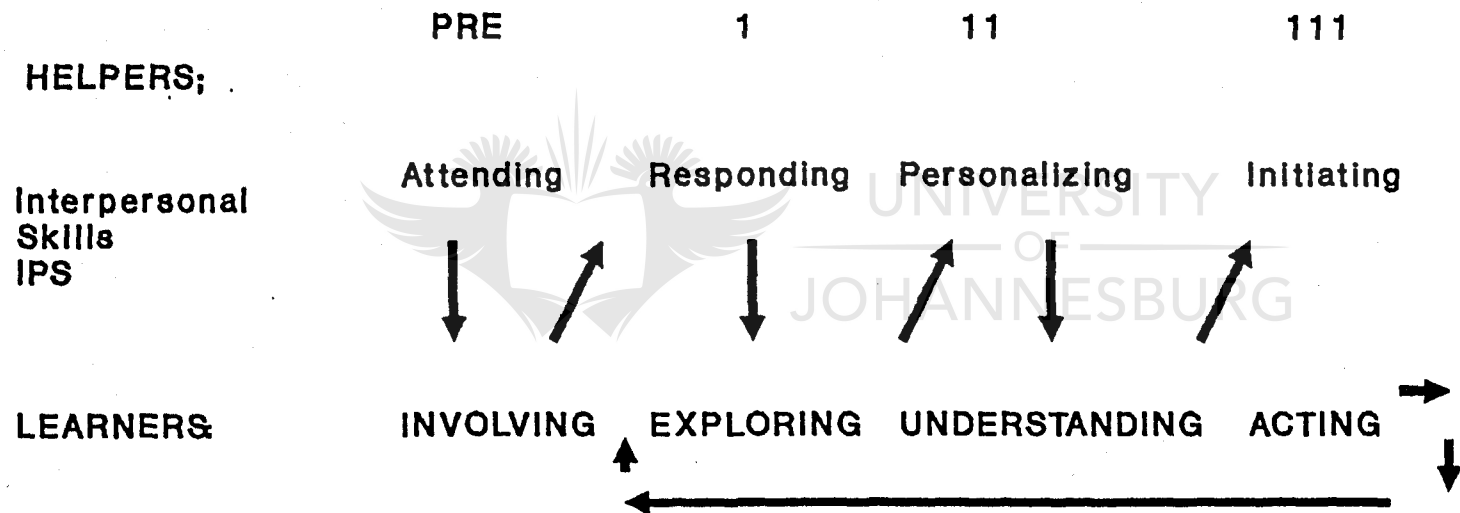 PRE 1 11 111
HELPERS;
Attending Responding Personalizing Initiating
Interpersonal
Skills
IPS
UNIVERSITY
OF
JOHANNESBURG
LEARNERS: INVOLVING EXPLORING UNDERSTANDING ACTING